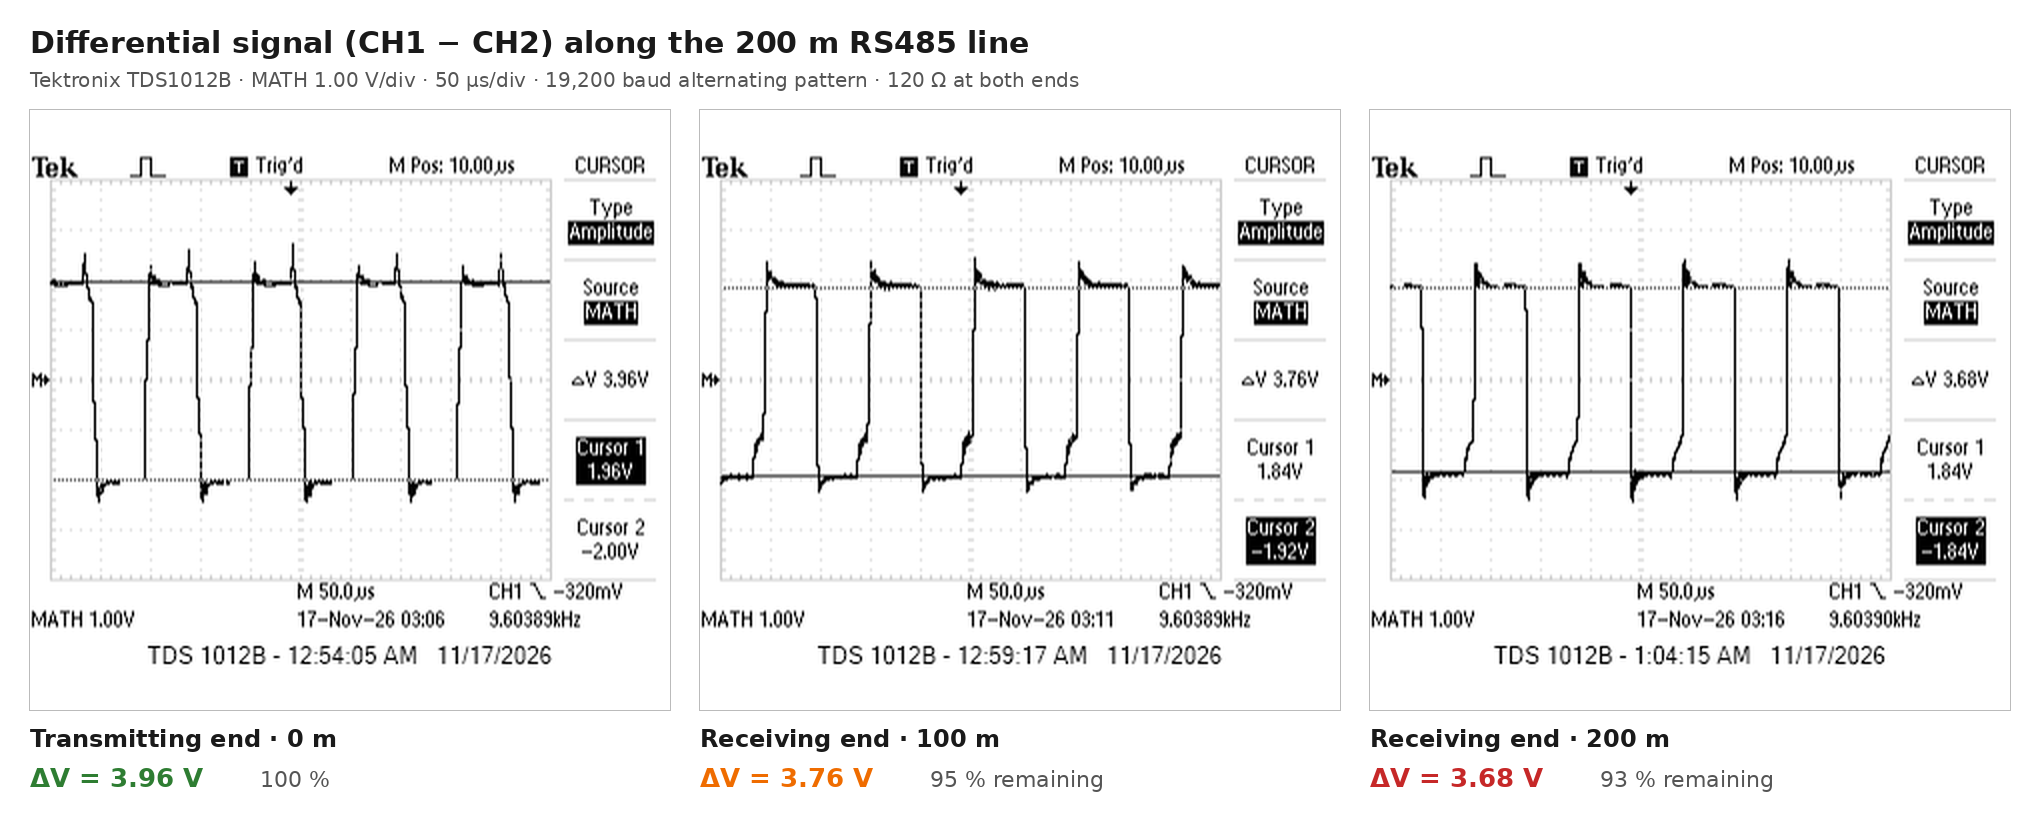 Differential signal (CH1 − CH2) along the 200 m RS485 line
Tektronix TDS1012B · MATH 1.00 V/div · 50 µs/div · 19,200 baud alternating pattern · 120 Ω at both ends
Tek T Trig'd M Pos: 10.00µs CURSOR
Type
Amplitude
Source
MATH
M
△V 3.96V
Cursor 1
1.96V
Cursor 2
−2.00V
M 50.0µs CH1 −320mV
MATH 1.00V 17−Nov−26 03:06 9.60389kHz
TDS 1012B - 12:54:05 AM 11/17/2026
Transmitting end · 0 m
ΔV = 3.96 V 100 %
Tek T Trig'd M Pos: 10.00µs CURSOR
Type
Amplitude
Source
MATH
M
△V 3.76V
Cursor 1
1.84V
Cursor 2
−1.92V
M 50.0µs CH1 −320mV
MATH 1.00V 17−Nov−26 03:11 9.60389kHz
TDS 1012B - 12:59:17 AM 11/17/2026
Receiving end · 100 m
ΔV = 3.76 V 95 % remaining
Tek T Trig'd M Pos: 10.00µs CURSOR
Type
Amplitude
Source
MATH
M
△V 3.68V
Cursor 1
1.84V
Cursor 2
−1.84V
M 50.0µs CH1 −320mV
MATH 1.00V 17−Nov−26 03:16 9.60390kHz
TDS 1012B - 1:04:15 AM 11/17/2026
Receiving end · 200 m
ΔV = 3.68 V 93 % remaining